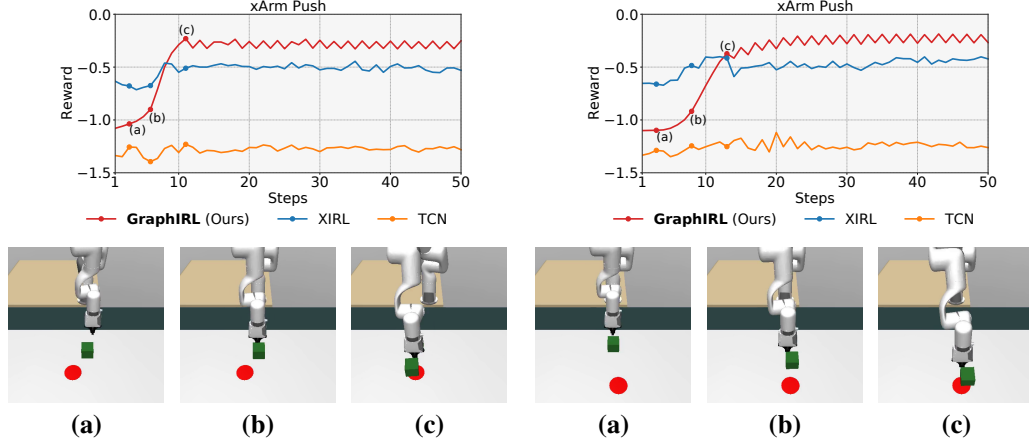 xArm Push
0.0
−0.5
−1.0
−1.5
Reward
(a)
(b)
(c)
1 10 20 30 40 50
Steps
GraphIRL (Ours) XIRL TCN
(a) (b) (c)
xArm Push
0.0
−0.5
−1.0
−1.5
Reward
(a)
(b)
(c)
1 10 20 30 40 50
Steps
GraphIRL (Ours) XIRL TCN
(a) (b) (c)